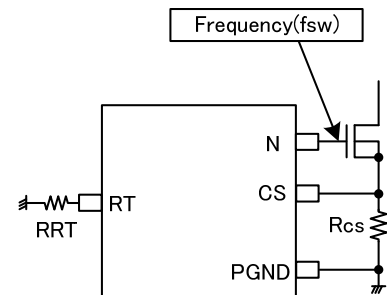 Frequency(fsw)
N
CS
RT
RRT
Rcs
PGND